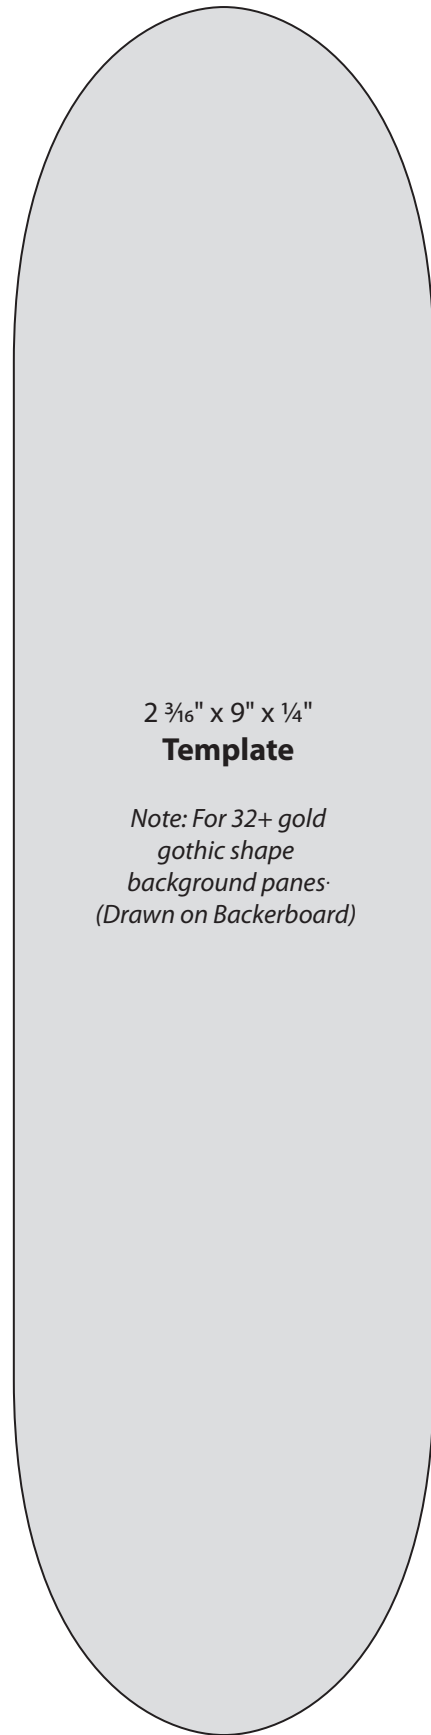 2 3⁄16" x 9" x 1⁄4"
Template
Note: For 32+ gold
gothic shape
background panes.
(Drawn on Backerboard)